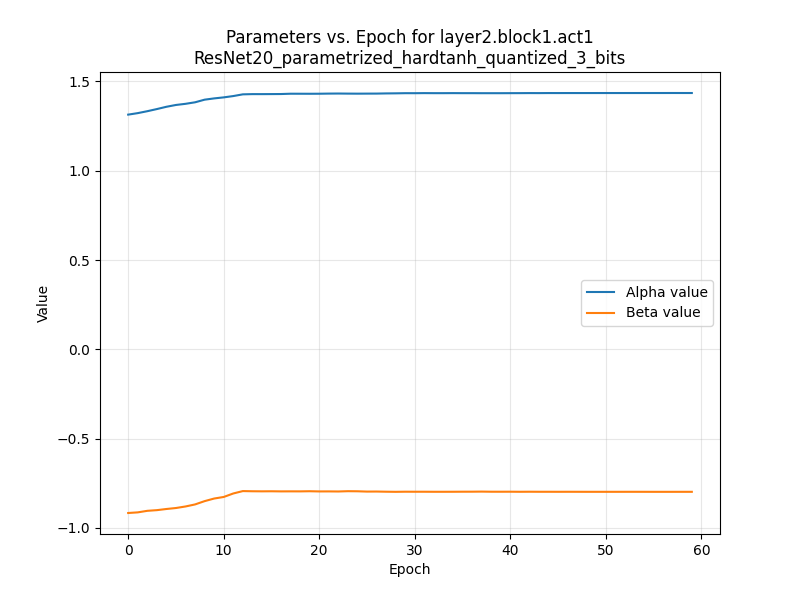 Parameters vs. Epoch for layer2.block1.act1
ResNet20_parametrized_hardtanh_quantized_3_bits
Value
1.5
1.0
0.5
0.0
−0.5
−1.0
Alpha value
Beta value
0 10 20 30 40 50 60
Epoch